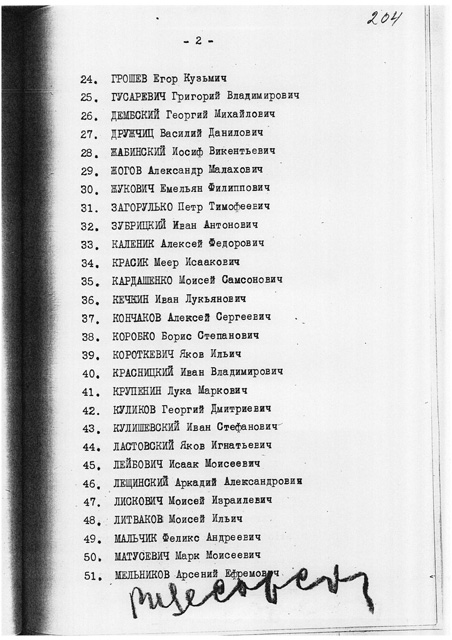 204
- 2 -
24. ГРОШЕВ Егор Кузьмич
25. ГУСАРЕВИЧ Григорий Владимирович
26. ДЕМБСКИЙ Георгий Михайлович
27. ДРУЖЧИЦ Василий Данилович
28. ЖАБИНСКИЙ Иосиф Викентьевич
29. ЖОГОВ Александр Малахович
30. ЖУКОВИЧ Емельян Филиппович
31. ЗАГОРУЛЬКО Петр Тимофеевич
32. ЗУБРИЦКИЙ Иван Антонович
33. КАЛЕНИК Алексей Федорович
34. КРАСИК Меер Исаакович
35. КАРДАШЕНКО Моисей Самсонович
36. КЕЧКИН Иван Лукьянович
37. КОНЧАКОВ Алексей Сергеевич
38. КОРОБКО Борис Степанович
39. КОРОТКЕВИЧ Яков Ильич
40. КРАСНИЦКИЙ Иван Владимирович
41. КРУПЕНИН Лука Маркович
42. КУЛИКОВ Георгий Дмитриевич
43. КУЛИШЕВСКИЙ Иван Стефанович
44. ЛАСТОВСКИЙ Яков Игнатьевич
45. ЛЕЙБОВИЧ Исаак Моисеевич
46. ЛЕЩИНСКИЙ Аркадий Александрович
47. ЛИСКОВИЧ Моисей Израилевич
48. ЛИТВАКОВ Моисей Ильич
49. МАЛЬЧИК Феликс Андреевич
50. МАТУСЕВИЧ Марк Моисеевич
51. МЕЛЬНИКОВ Арсений Ефремович